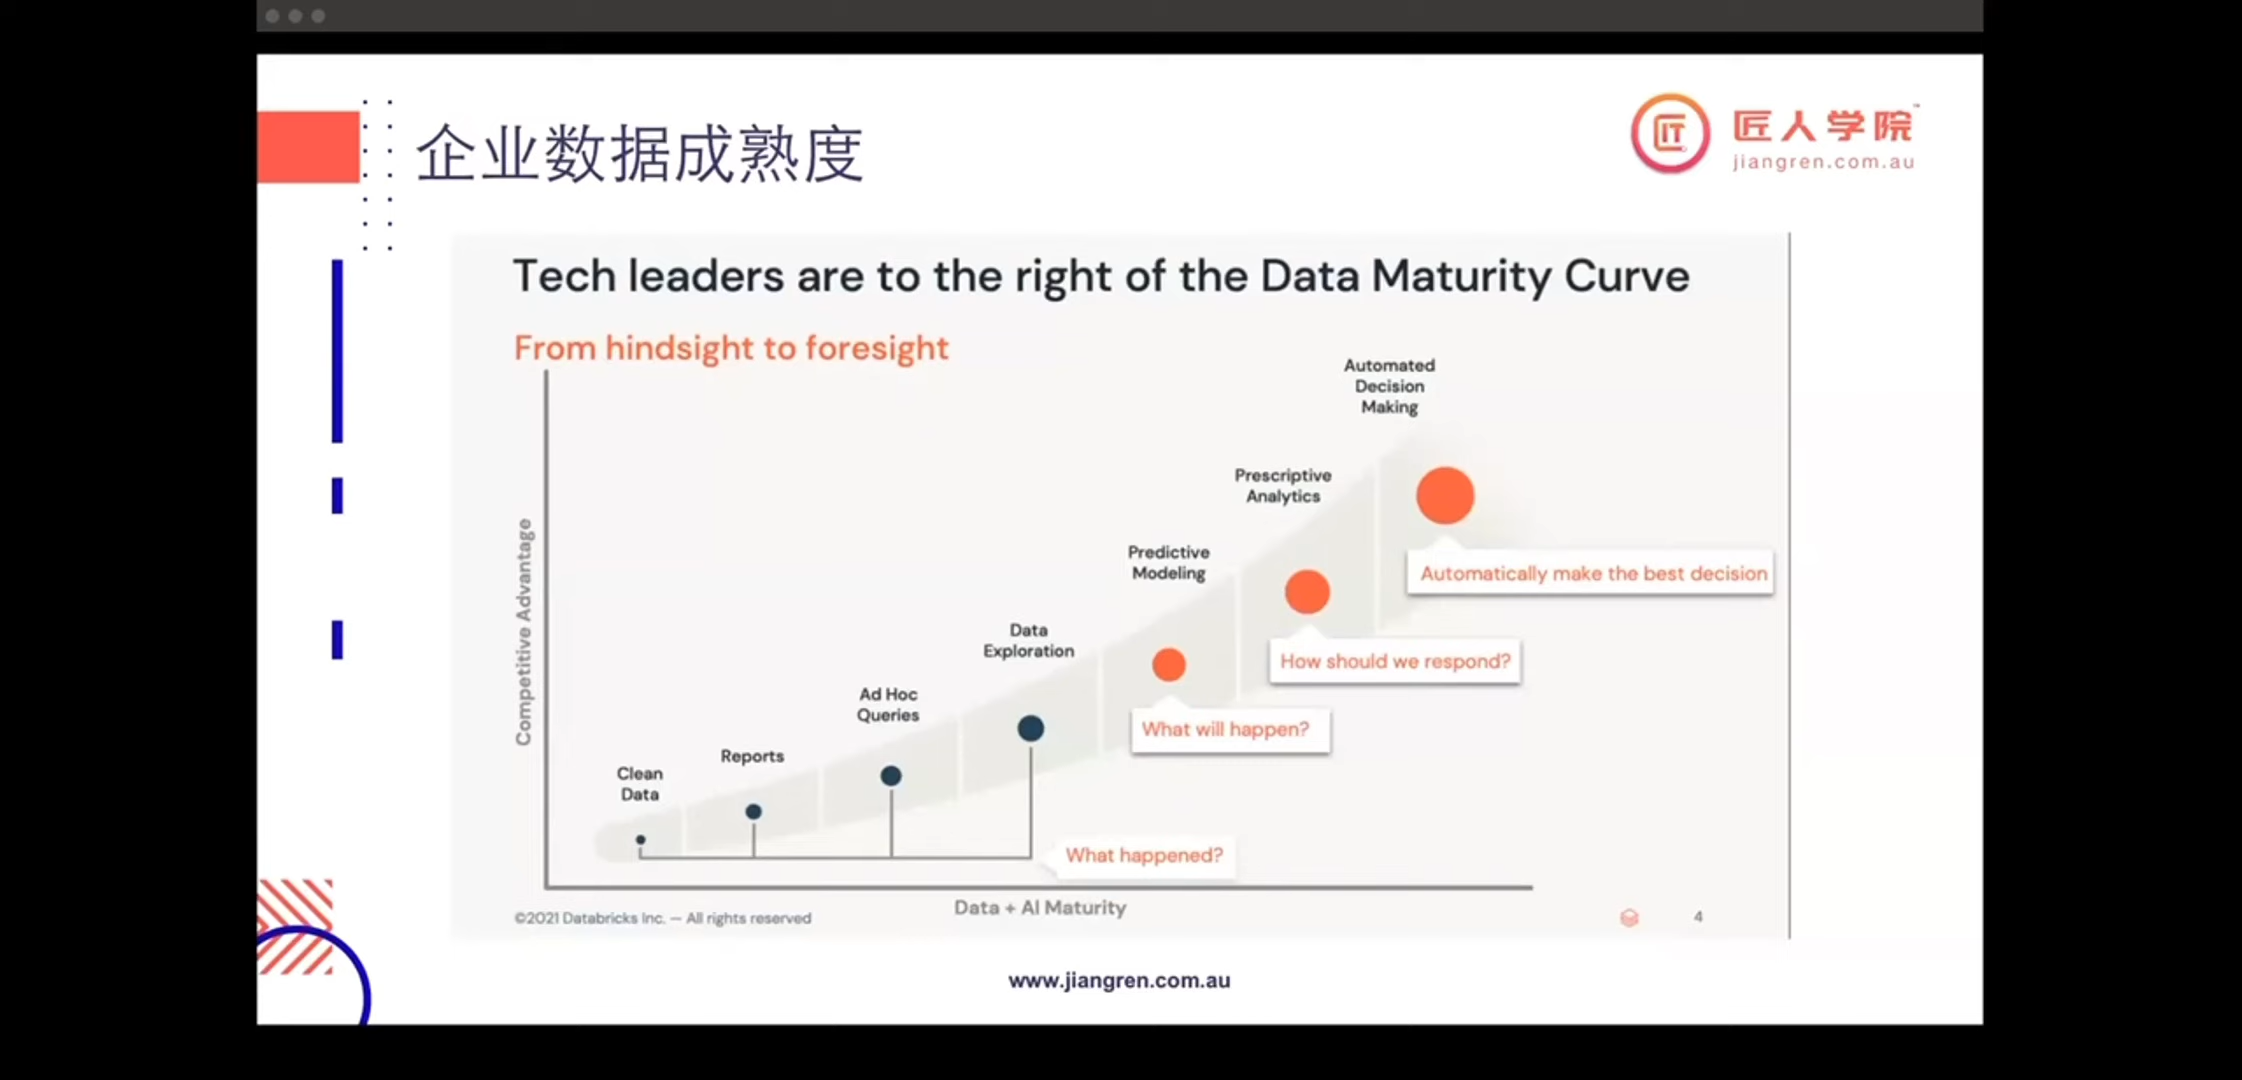 企业数据成熟度
IT
匠人学院™
jiangren.com.au
Tech leaders are to the right of the Data Maturity Curve
From hindsight to foresight
Automated
Decision
Making
Prescriptive
Analytics
Automatically make the best decision
Predictive
Modeling
How should we respond?
Data
Exploration
What will happen?
Ad Hoc
Queries
Reports
Clean
Data
What happened?
Competitive Advantage
Data + AI Maturity
©2021 Databricks Inc. — All rights reserved
4
www.jiangren.com.au